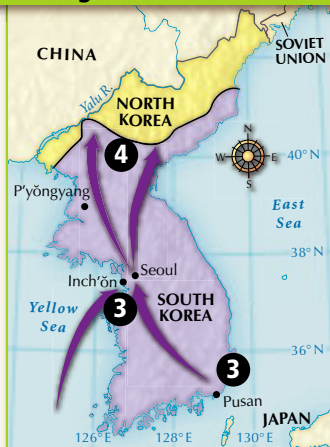 CHINA
SOVIET
UNION
Yalu R.
NORTH
KOREA
N
W
E
S
4
40°N
P'yŏngyang
East
Sea
38°N
Seoul
Inch'ŏn
3
SOUTH
KOREA
Yellow
Sea
36°N
3
Pusan
JAPAN
126°E
128°E
130°E